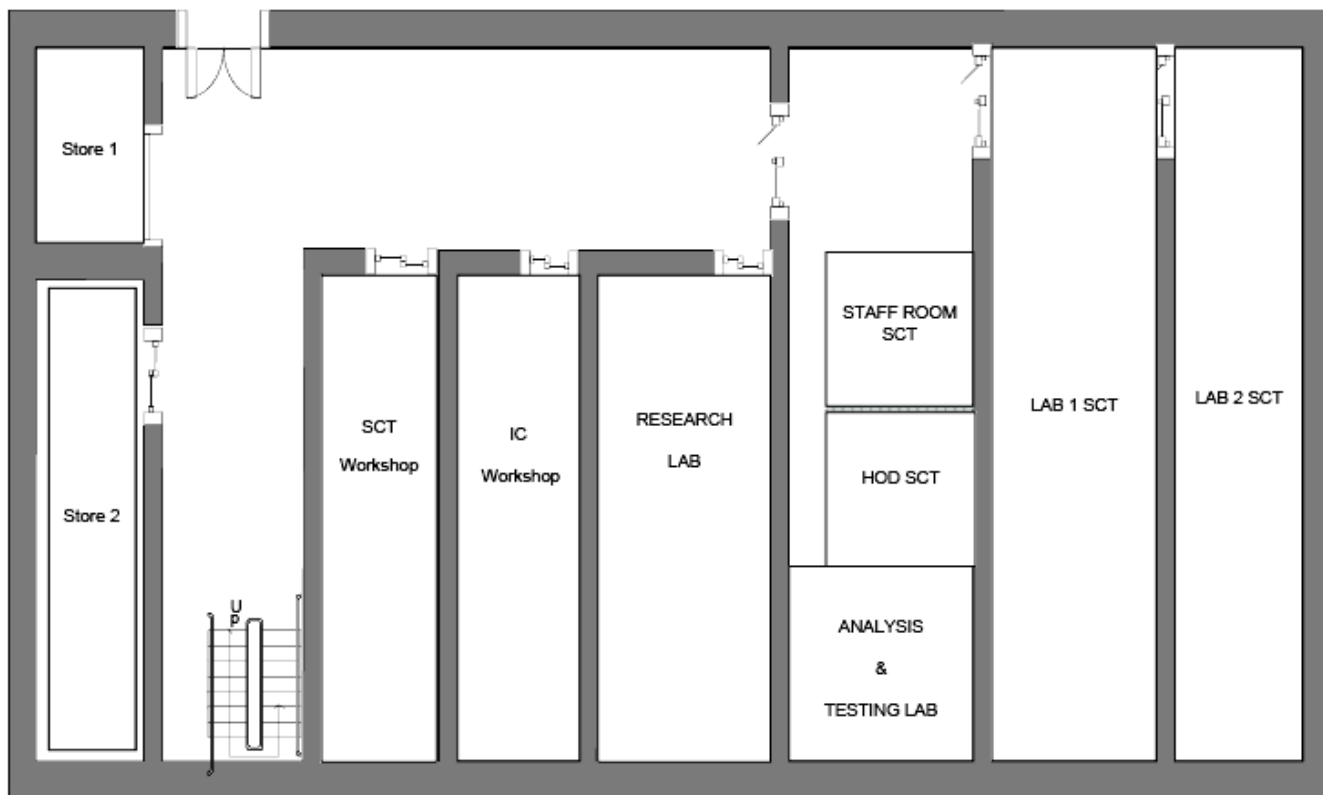 Store 1
STAFF ROOM
SCT
LAB 1 SCT
LAB 2 SCT
SCT
Workshop
IC
Workshop
RESEARCH
LAB
HOD SCT
Store 2
Up
ANALYSIS
&
TESTING LAB